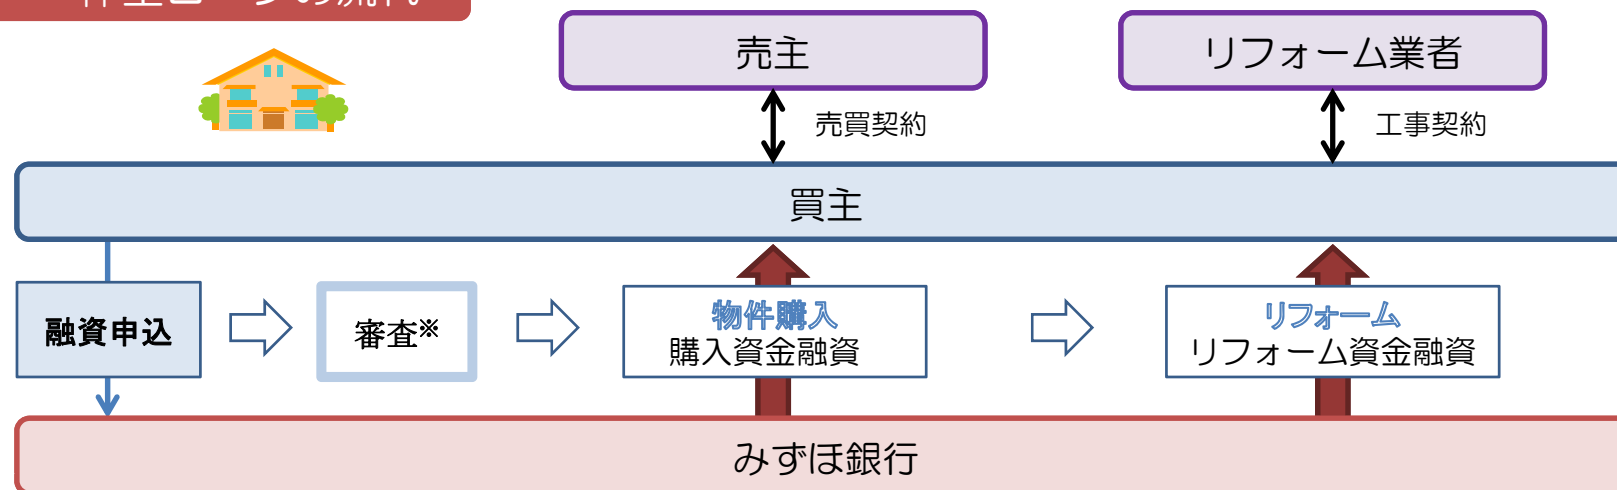 売主
リフォーム業者
売買契約
工事契約
買主
融資申込
審査※
物件購入
購入資金融資
リフォーム
リフォーム資金融資
みずほ銀行